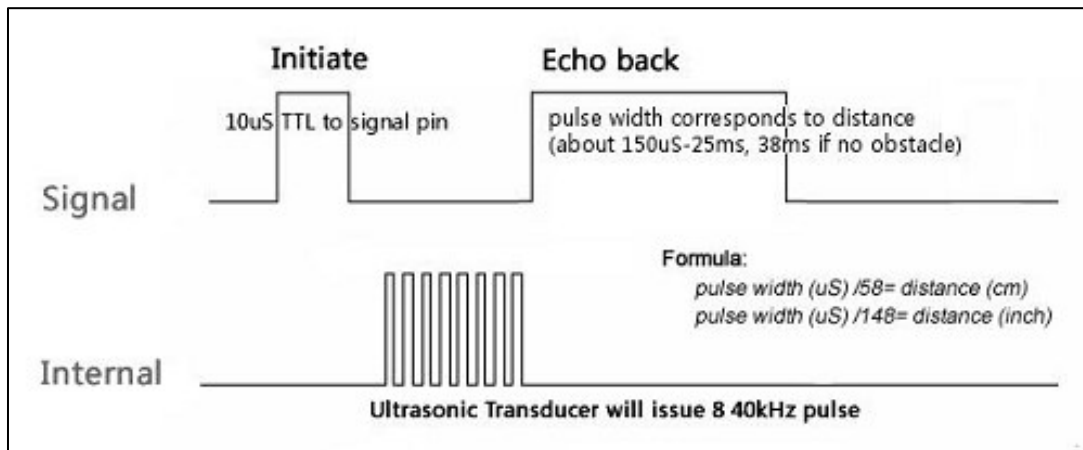 Initiate
Echo back
10uS TTL to signal pin
pulse width corresponds to distance
(about 150uS-25ms, 38ms if no obstacle)
Signal
Formula:
pulse width (uS) /58= distance (cm)
pulse width (uS) /148= distance (inch)
Internal
Ultrasonic Transducer will issue 8 40kHz pulse